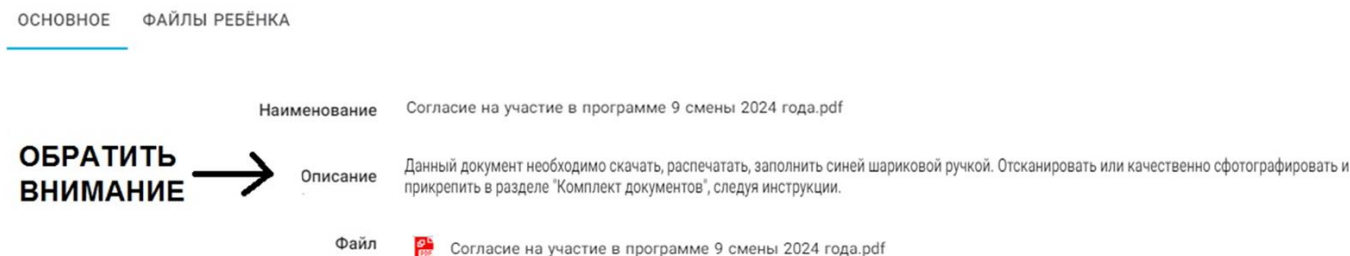 ОСНОВНОЕ ФАЙЛЫ РЕБЁНКА
Наименование Согласие на участие в программе 9 смены 2024 года.pdf
ОБРАТИТЬ
ВНИМАНИЕ
Описание Данный документ необходимо скачать, распечатать, заполнить синей шариковой ручкой. Отсканировать или качественно сфотографировать и
прикрепить в разделе "Комплект документов", следуя инструкции.
Файл PDF Согласие на участие в программе 9 смены 2024 года.pdf